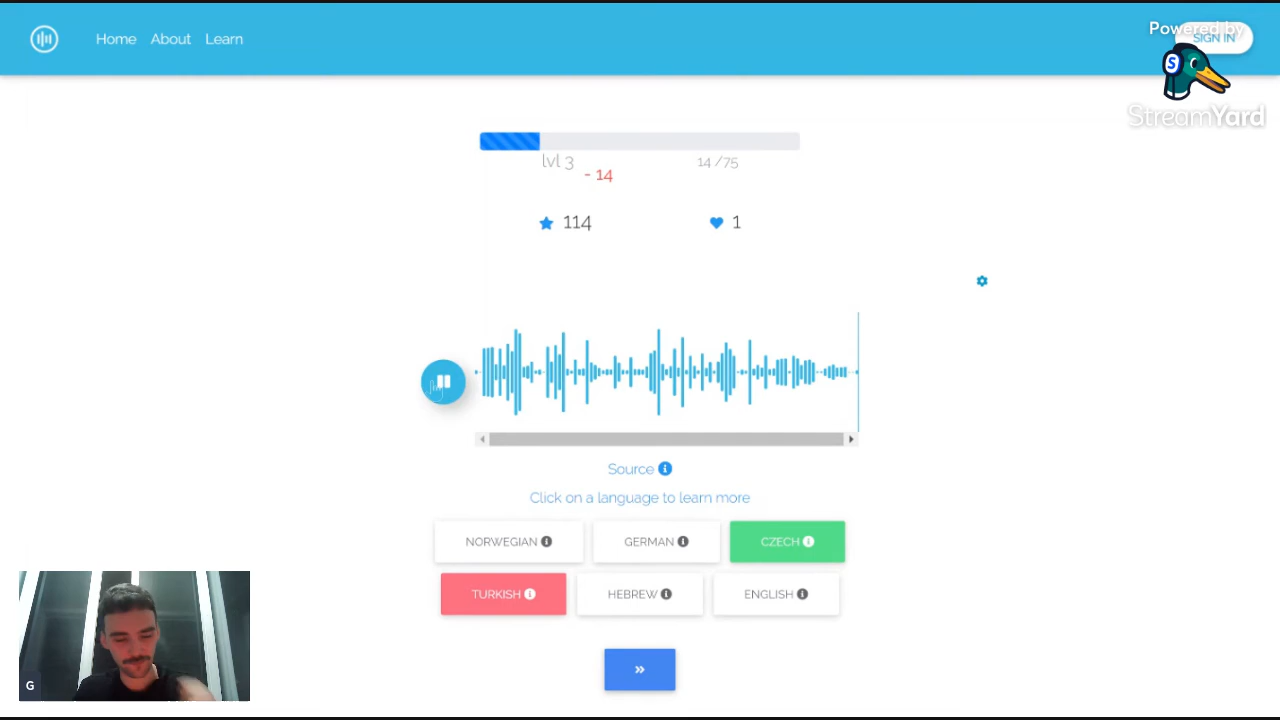 Home About Learn
SIGN IN
Powered by
StreamYard
lvl 3
14 /75
- 14
114
1
Source
Click on a language to learn more
NORWEGIAN
GERMAN
CZECH
TURKISH
HEBREW
ENGLISH
G